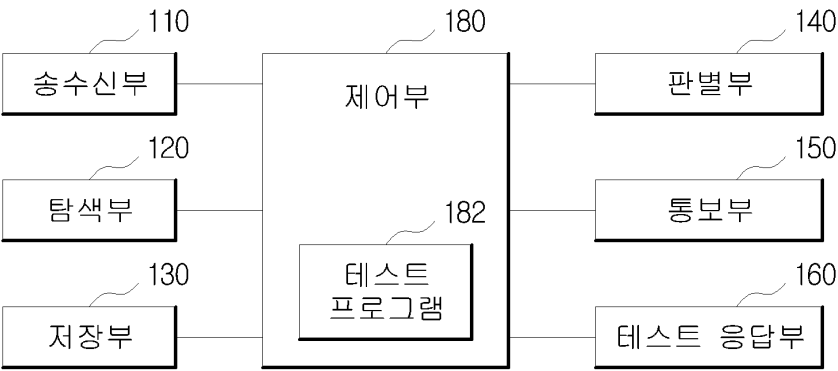 110
송수신부
120
탐색부
130
저장부
180
제어부
182
테스트
프로그램
140
판별부
150
통보부
160
테스트 응답부